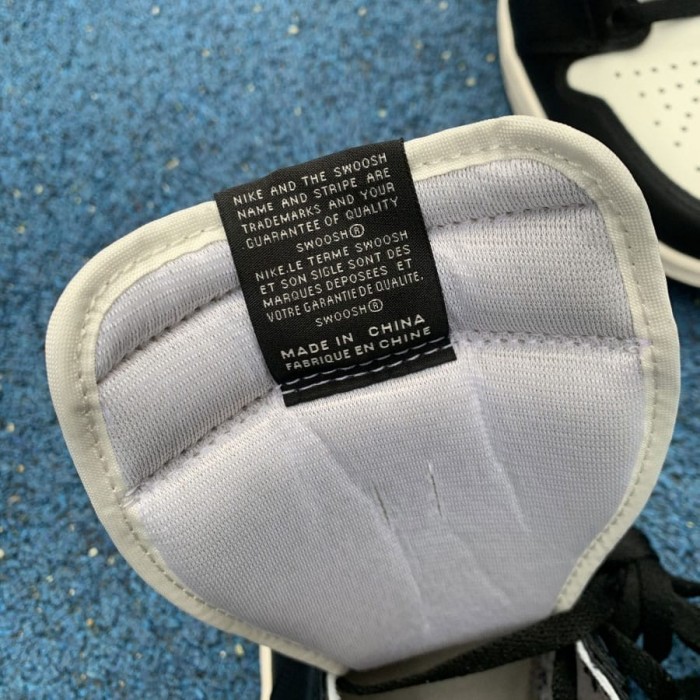 NIKE AND THE SWOOSH
NAME AND STRIPE ARE
TRADEMARKS AND YOUR
GUARANTEE OF QUALITY
SWOOSH®
NIKE.LE TERME SWOOSH
ET SON SIGLE SONT DES
MARQUES DEPOSEES ET
VOTRE GARANTIE DE QUALITE.
SWOOSH®
MADE IN CHINA
FABRIQUE EN CHINE